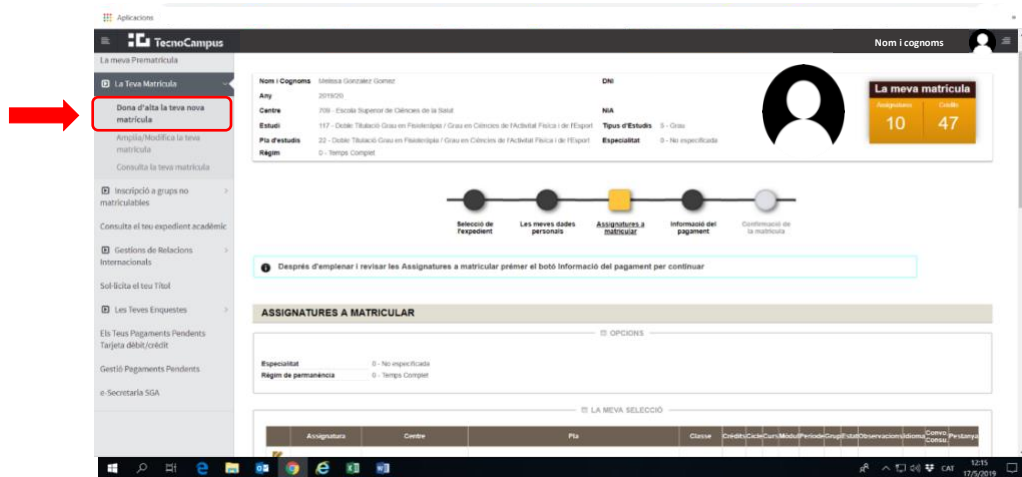 Aplicacions
»
TecnoCampus
Nom i cognoms
La meva Prematrícula
La Teva Matrícula
Dona d'alta la teva nova
matrícula
Amplia/Modifica la teva
matrícula
Consulta la teva matrícula
Inscripció a grups no
matriculables
Consulta el teu expedient acadèmic
Gestions de Relacions
Internacionals
Sol·licita el teu Títol
Les Teves Enquestes
Els Teus Pagaments Pendents
Tarjeta dèbit/crèdit
Gestió Pagaments Pendents
e-Secretaria SGA
Nom i Cognoms Melissa González Gomez DNI
Any 2019/20
Centre 709 - Escola Superior de Ciències de la Salut NIA
Estudi 117 - Doble Titulació Grau en Fisioteràpia / Grau en Ciències de l'Activitat Física i de l'Esport Tipus d'Estudis 5 - Grau
Pla d'estudis 22 - Doble Titulació Grau en Fisioteràpia / Grau en Ciències de l'Activitat Física i de l'Esport Especialitat 0 - No especificada
Règim 0 - Temps Complet
La meva matrícula
Assignatures Crèdits
10 47
Selecció de
l'expedient
Les meves dades
personals
Assignatures a
matricular
Informació del
pagament
Confirmació de
la matrícula
Després d'emplenar i revisar les Assignatures a matricular prémer el botó Informació del pagament per continuar
ASSIGNATURES A MATRICULAR
OPCIONS
Especialitat 0 - No especificada
Règim de permanència 0 - Temps Complet
LA MEVA SELECCIÓ
Assignatura Centre Pla Classe Crèdits Cicle Curs Mòdul Període Grup Estat Observacions Idioma Convo Consu. Pestanya
CAT
12:15
17/5/2019